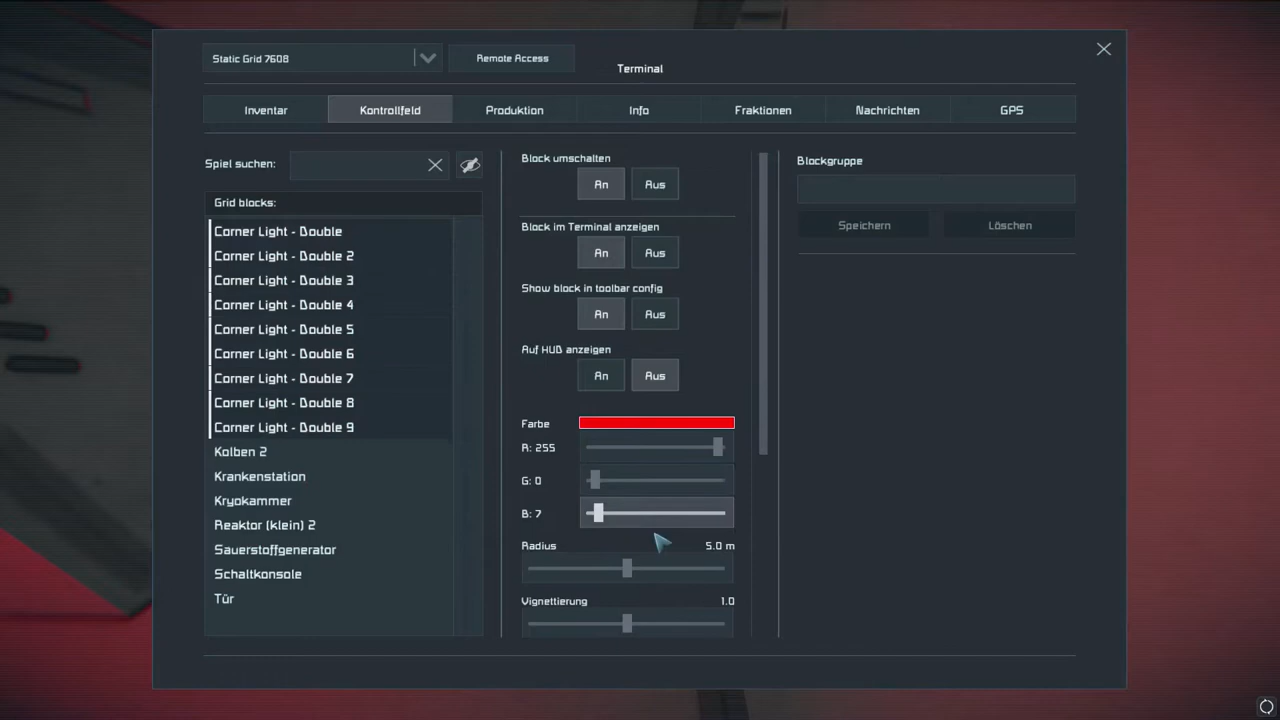 Static Grid 7608
Remote Access
Terminal
Inventar
Kontrollfeld
Produktion
Info
Fraktionen
Nachrichten
GPS
Spiel suchen:
Grid blocks:
Corner Light - Double
Corner Light - Double 2
Corner Light - Double 3
Corner Light - Double 4
Corner Light - Double 5
Corner Light - Double 6
Corner Light - Double 7
Corner Light - Double 8
Corner Light - Double 9
Kolben 2
Krankenstation
Kryokammer
Reaktor (klein) 2
Sauerstoffgenerator
Schaltkonsole
Tür
Block umschalten
An Aus
Block im Terminal anzeigen
An Aus
Show block in toolbar config
An Aus
Auf HUD anzeigen
An Aus
Farbe
R: 255
G: 0
B: 7
Radius 5.0 m
Vignettierung 1.0
Blockgruppe
Speichern
Löschen